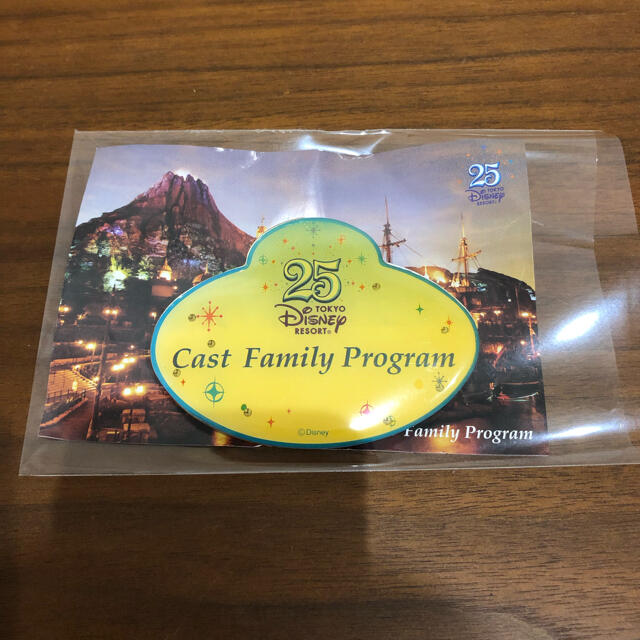 25
TOKYO
DISNEY
RESORT®
25
TOKYO
DISNEY
RESORT®
Cast Family Program
©Disney
Family Program